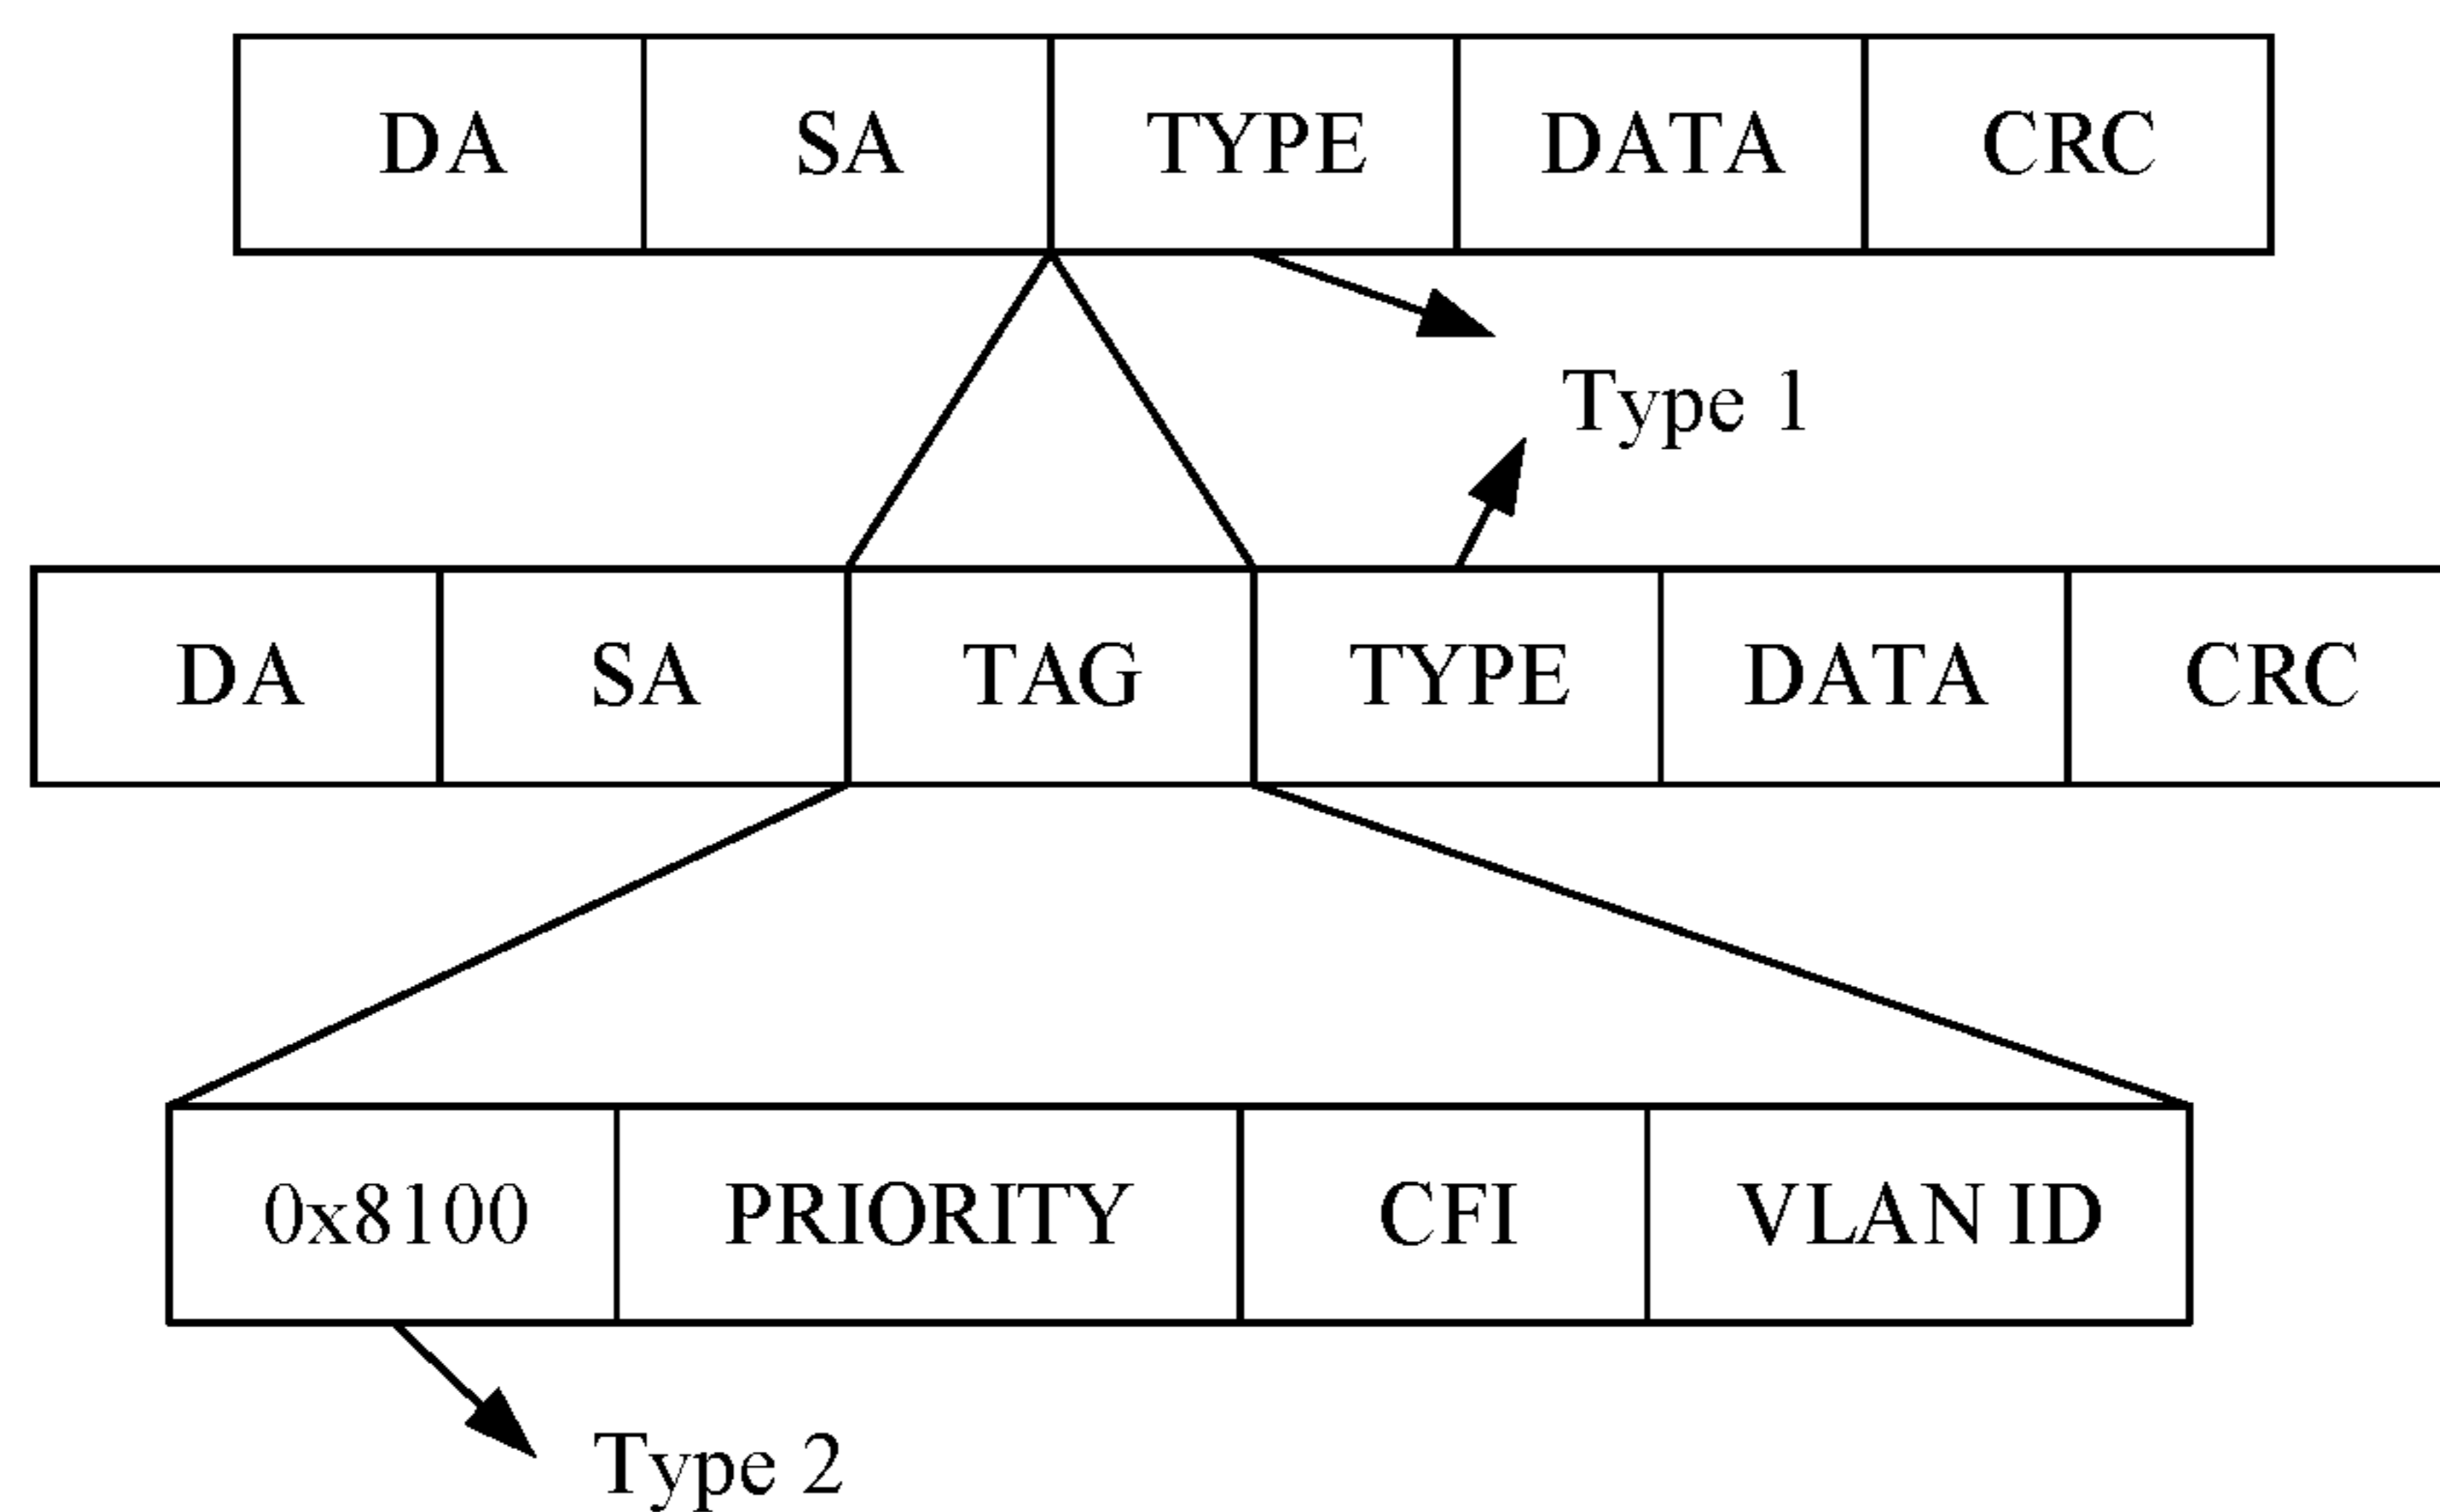 DA SA TYPE DATA CRC
Type 1
DA SA TAG TYPE DATA CRC
0x8100 PRIORITY CFI VLAN ID
Type 2